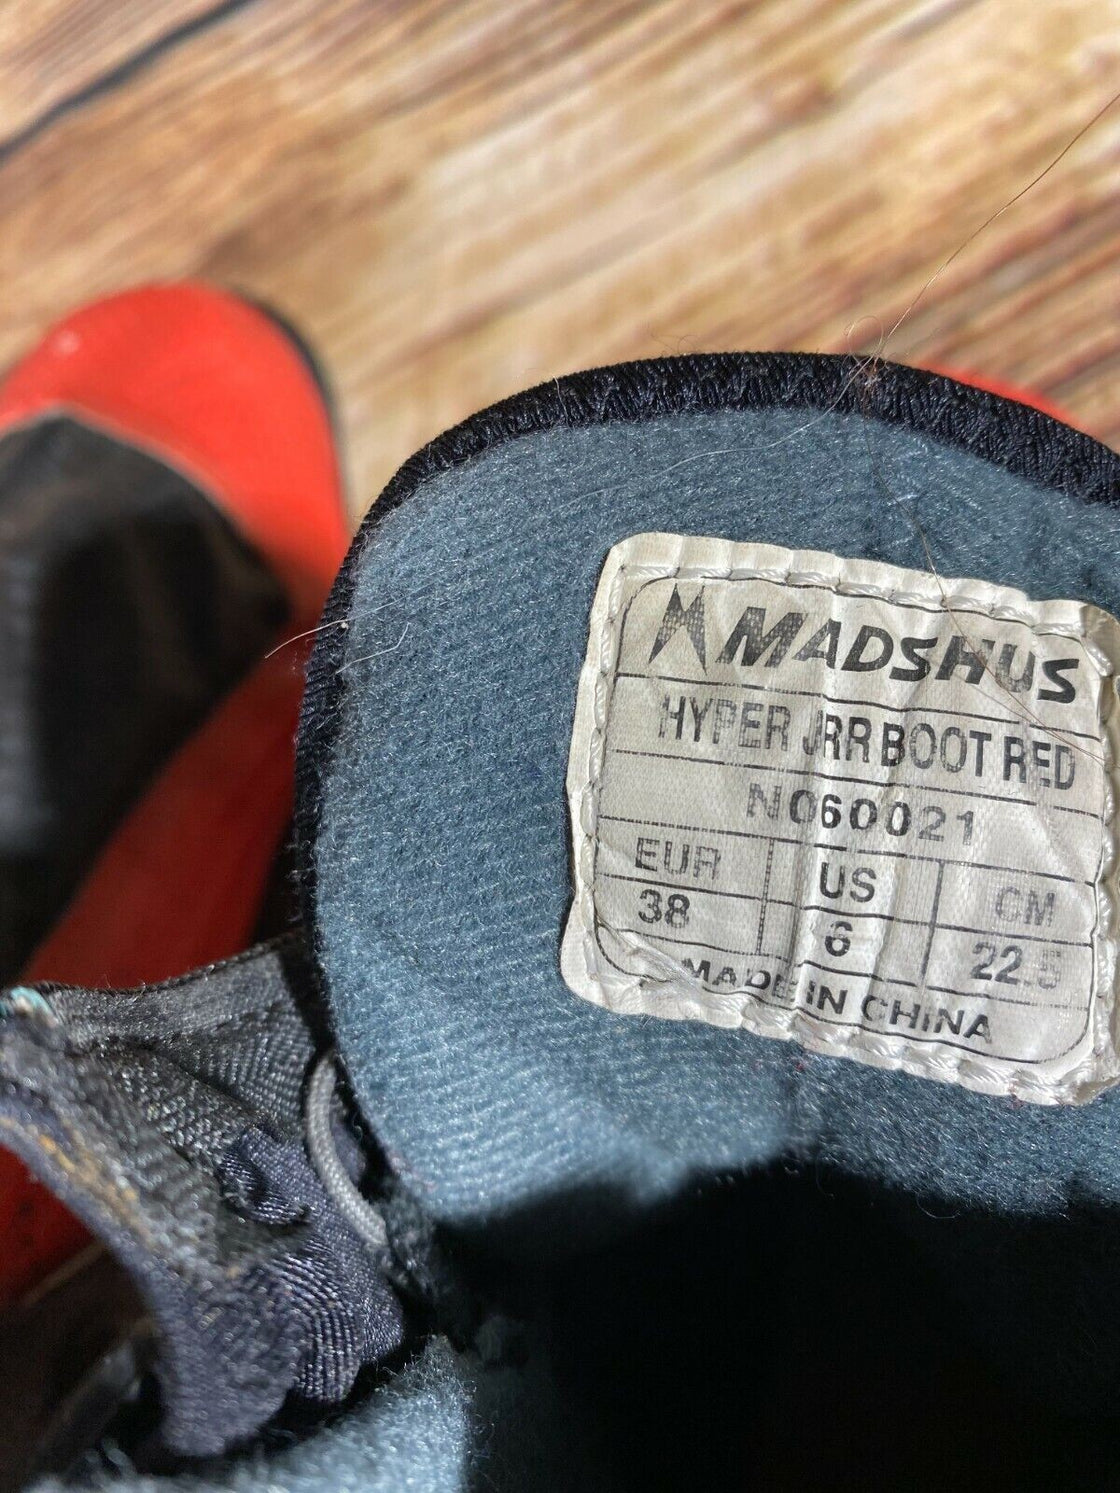 MADSHUS
HYPER JRR BOOT RED
N060021
EUR US CM
38 6 22.5
MADE IN CHINA